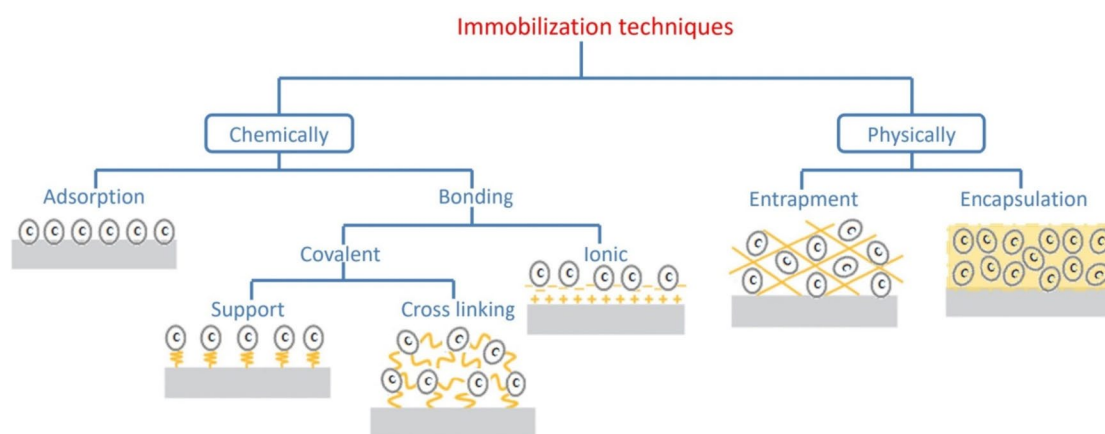 Immobilization techniques
Chemically
Physically
Adsorption
Bonding
Entrapment
Encapsulation
C C C C C C
Covalent
Ionic
C C C C C
C C C C C C C
C C C C C C C C C C C C C
Support
Cross linking
C C C C C
C C C C C C C